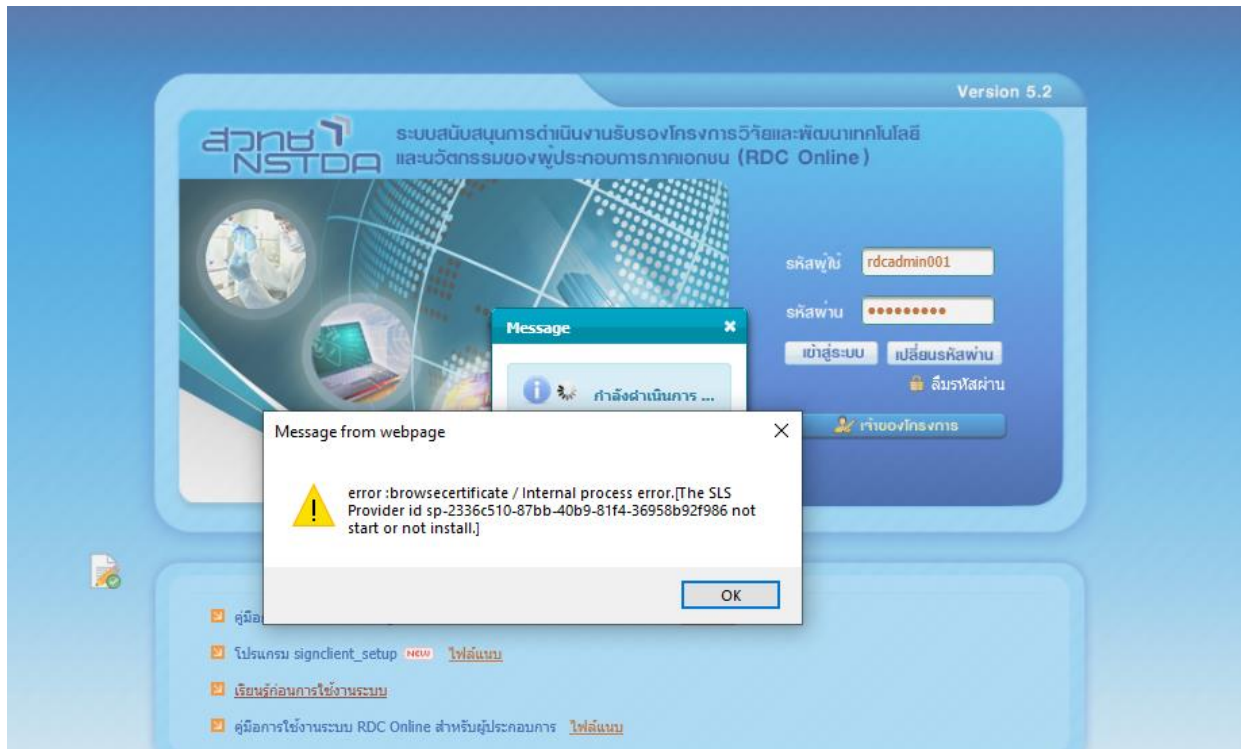 Version 5.2
สวทช
NSTDA
ระบบสนับสนุนการดำเนินงานรับรองโครงการวิจัยและพัฒนาเทคโนโลยี
และนวัตกรรมของผู้ประกอบการภาคเอกชน (RDC Online)
รหัสผู้ใช้ rdcadmin001
รหัสผ่าน •••••••••
เข้าสู่ระบบ เปลี่ยนรหัสผ่าน
ลืมรหัสผ่าน
เจ้าของโครงการ
Message
กำลังดำเนินการ ...
Message from webpage
error :browsecertificate / Internal process error.[The SLS
Provider id sp-2336c510-87bb-40b9-81f4-36958b92f986 not
start or not install.]
OK
โปรแกรม signclient_setup NEW ไฟล์แนบ
เรียนรู้ก่อนการใช้งานระบบ
คู่มือการใช้งานระบบ RDC Online สำหรับผู้ประกอบการ ไฟล์แนบ